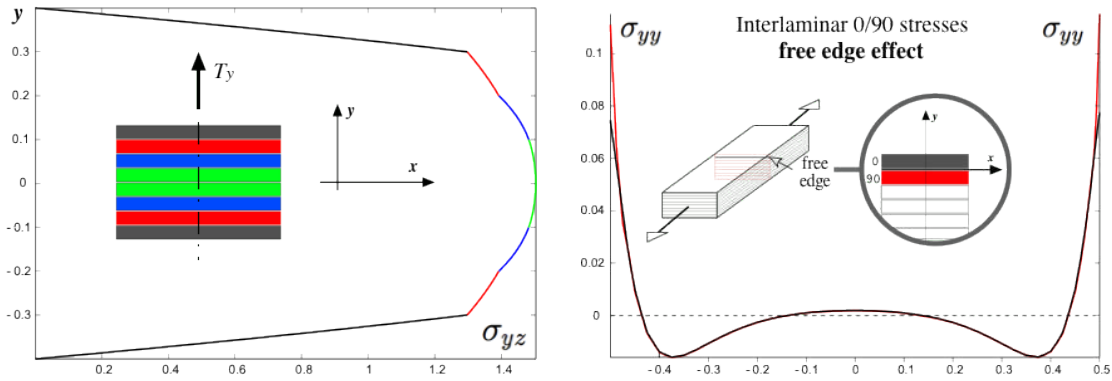 y
0.3
0.2
0.1
0
- 0.1
- 0.2
- 0.3
0.2
0.4
0.6
0.8
1
1.2
1.4
Ty
y
x
σyz
0.1
0.08
0.06
0.04
0.02
0
- 0.4
- 0.3
- 0.2
- 0.1
0
0.1
0.2
0.3
0.4
0.5
σyy
Interlaminar 0/90 stresses
free edge effect
σyy
free
edge
y
0
x
90